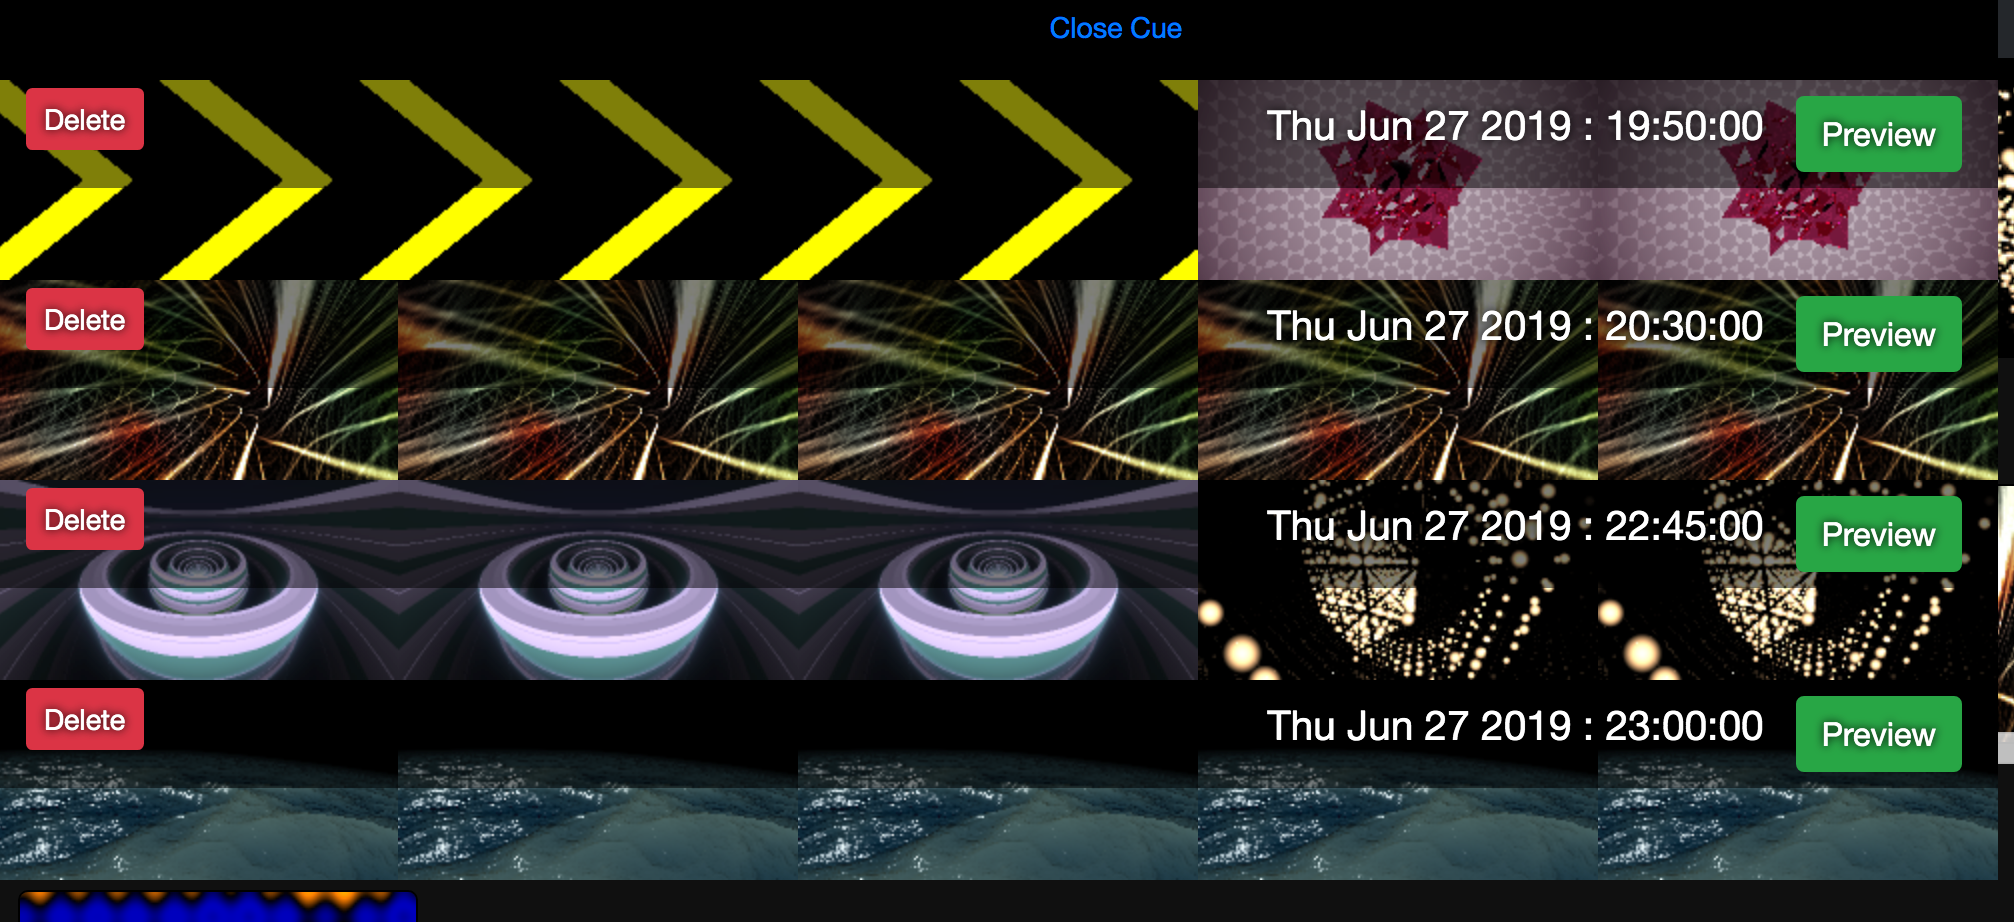 Close Cue
Delete
Thu Jun 27 2019 : 19:50:00
Preview
Delete
Thu Jun 27 2019 : 20:30:00
Preview
Delete
Thu Jun 27 2019 : 22:45:00
Preview
Delete
Thu Jun 27 2019 : 23:00:00
Preview